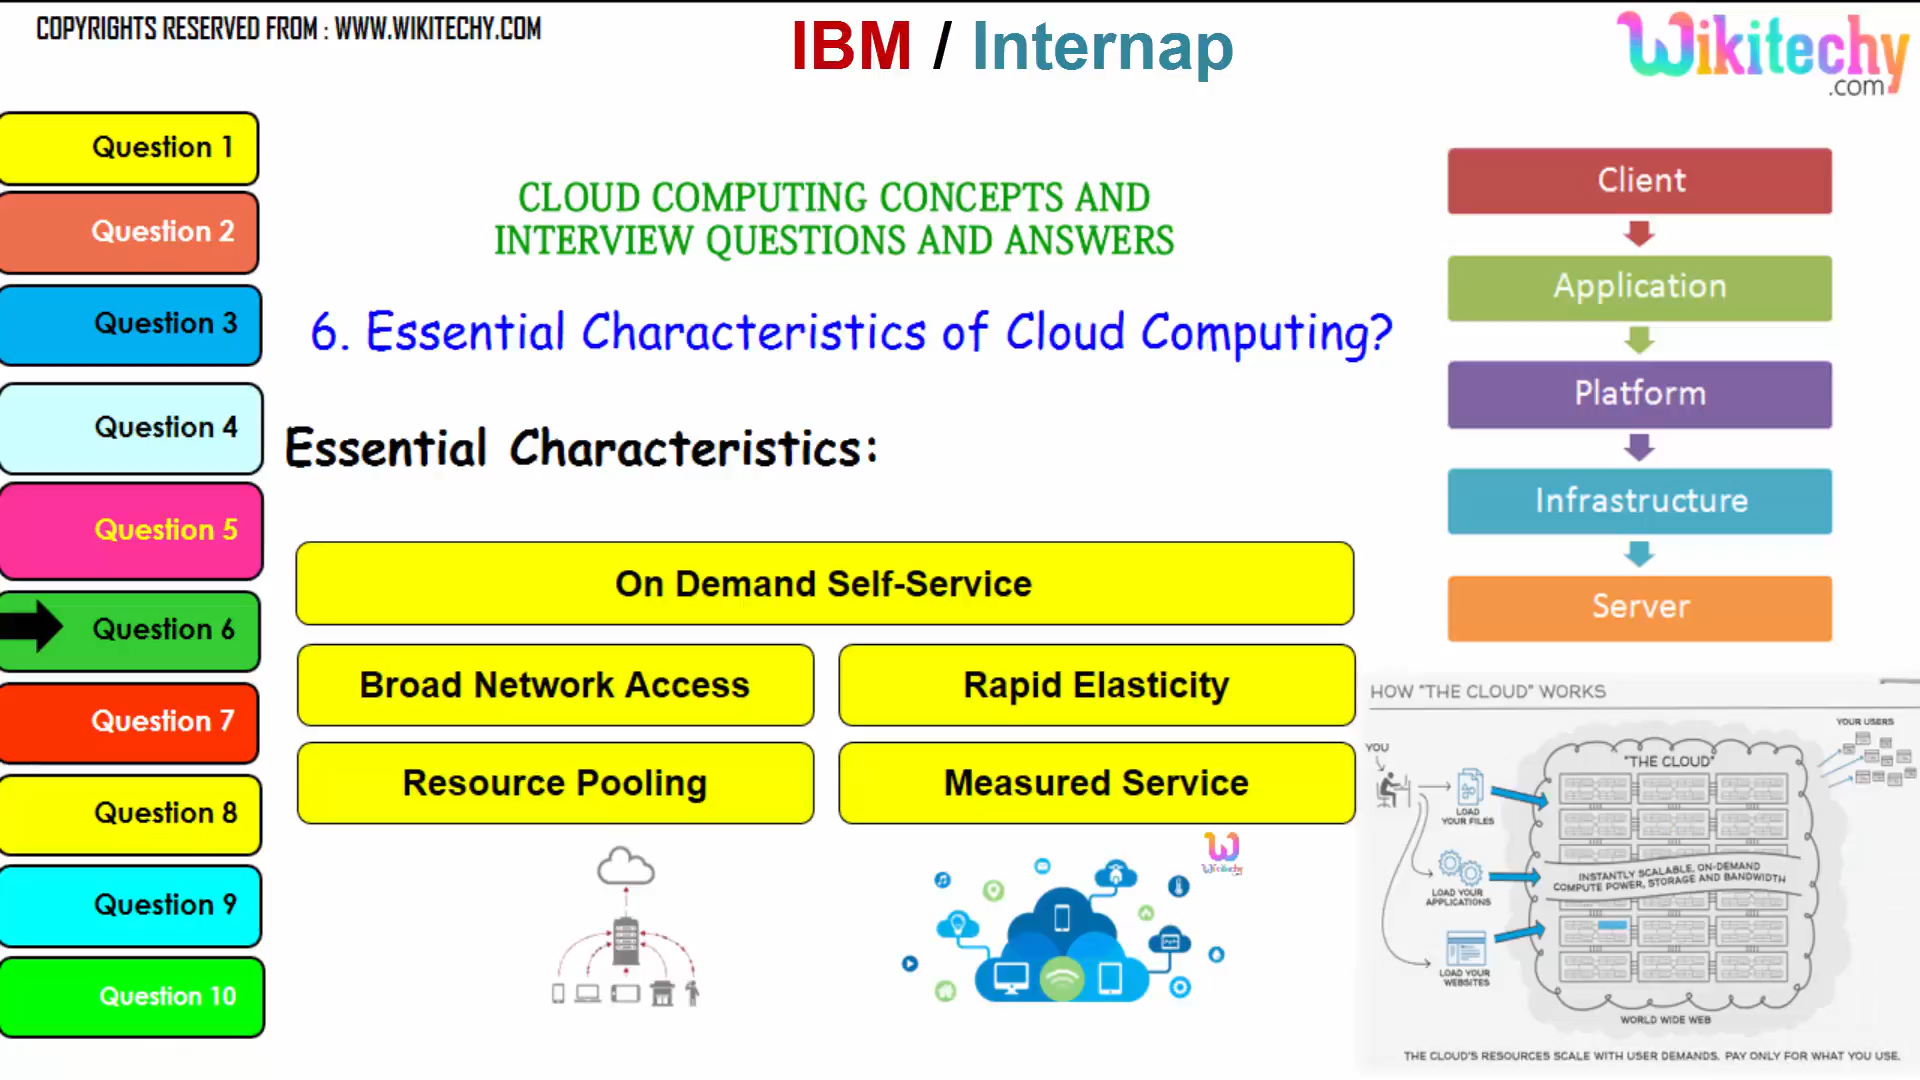 COPYRIGHTS RESERVED FROM : WWW.WIKITECHY.COM
IBM / Internap
Wikitechy
.com
Question 1
Question 2
Question 3
Question 4
Question 5
Question 6
Question 7
Question 8
Question 9
Question 10
CLOUD COMPUTING CONCEPTS AND
INTERVIEW QUESTIONS AND ANSWERS
6. Essential Characteristics of Cloud Computing?
Essential Characteristics:
On Demand Self-Service
Broad Network Access
Rapid Elasticity
Resource Pooling
Measured Service
Wikitechy
Client
Application
Platform
Infrastructure
Server
HOW "THE CLOUD" WORKS
YOUR USERS
YOU
"THE CLOUD"
LOAD
YOUR FILES
INSTANTLY SCALABLE, ON-DEMAND
COMPUTE POWER, STORAGE AND BANDWIDTH
LOAD YOUR
APPLICATIONS
LOAD YOUR
WEBSITES
WORLD WIDE WEB
THE CLOUD'S RESOURCES SCALE WITH USER DEMANDS. PAY ONLY FOR WHAT YOU USE.